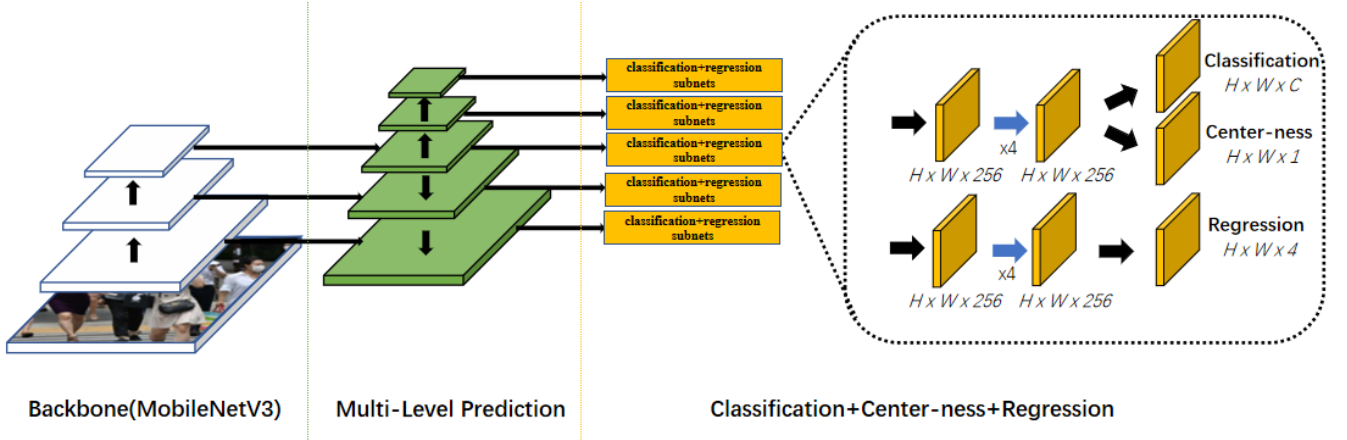 classification+regression
subnets
classification+regression
subnets
classification+regression
subnets
classification+regression
subnets
classification+regression
subnets
Classification
H x W x C
Center-ness
H x W x 1
x4
H x W x 256
H x W x 256
Regression
H x W x 4
x4
H x W x 256
H x W x 256
Backbone(MobileNetV3)
Multi-Level Prediction
Classification+Center-ness+Regression